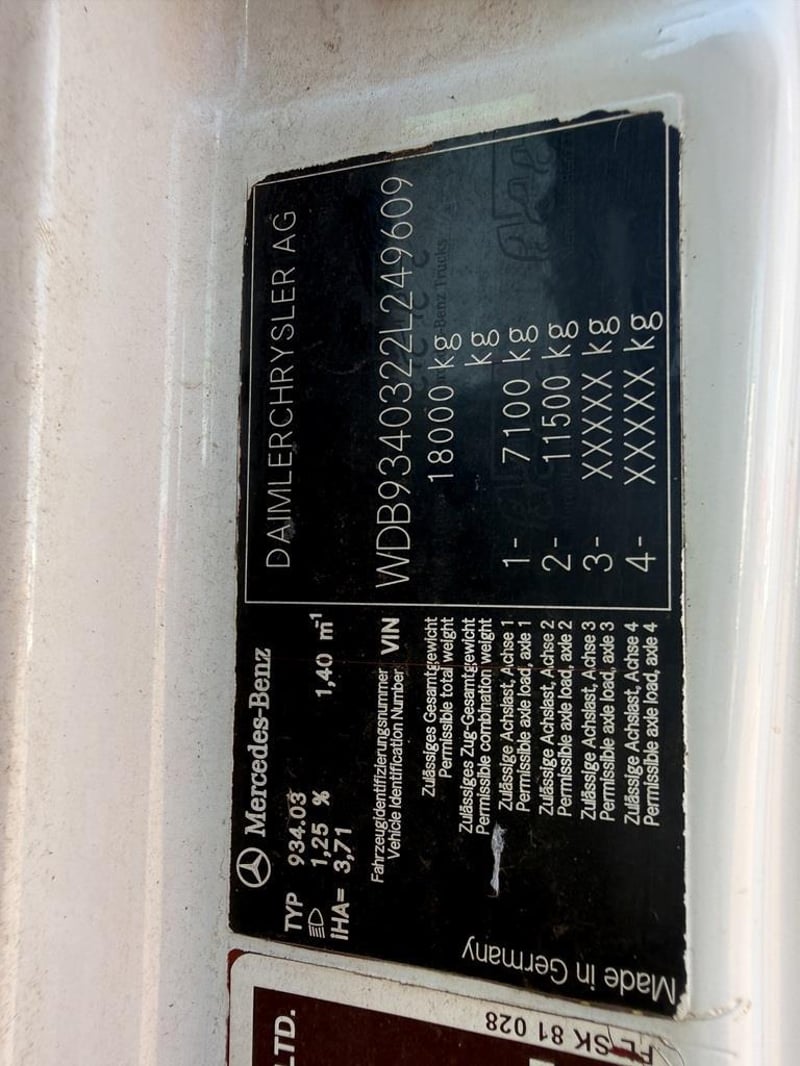 Mercedes-Benz
DAIMLERCHRYSLER AG
TYP 934.03
1,25 % 1,40 m-1
İHA= 3,71
Fahrzeugidentifizierungsnummer
Vehicle Identification Number VIN WDB9340322L249609
Zulässiges Gesamtgewicht
Permissible total weight 18000 kg
Zulässiges Zug-Gesamtgewicht
Permissible combination weight kg
Zulässige Achslast, Achse 1
Permissible axle load, axle 1 1- 7100 kg
Zulässige Achslast, Achse 2
Permissible axle load, axle 2 2- 11500 kg
Zulässige Achslast, Achse 3
Permissible axle load, axle 3 3- XXXXX kg
Zulässige Achslast, Achse 4
Permissible axle load, axle 4 4- XXXXX kg
Made in Germany
-Benz Trucks
LTD.
SK 81 028